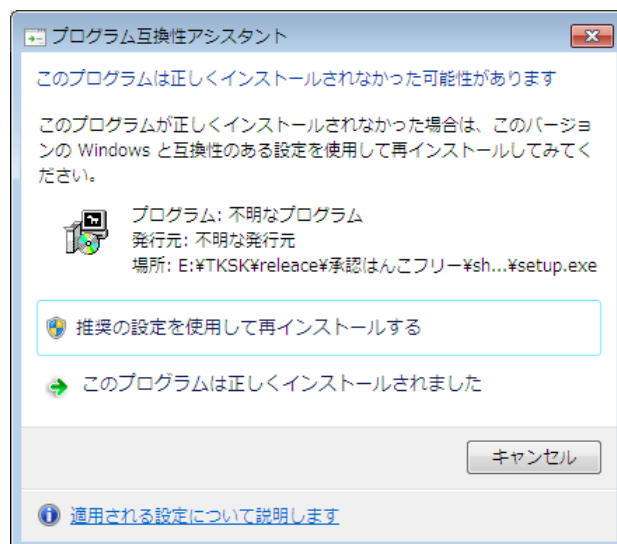 プログラム互換性アシスタント
このプログラムは正しくインストールされなかった可能性があります
このプログラムが正しくインストールされなかった場合は、このバージョ
ンの Windows と互換性のある設定を使用して再インストールしてみてく
ださい。
プログラム: 不明なプログラム
発行元: 不明な発行元
場所: E:¥TKSK¥releace¥承認はんこフリー¥sh...¥setup.exe
推奨の設定を使用して再インストールする
このプログラムは正しくインストールされました
キャンセル
適用される設定について説明します